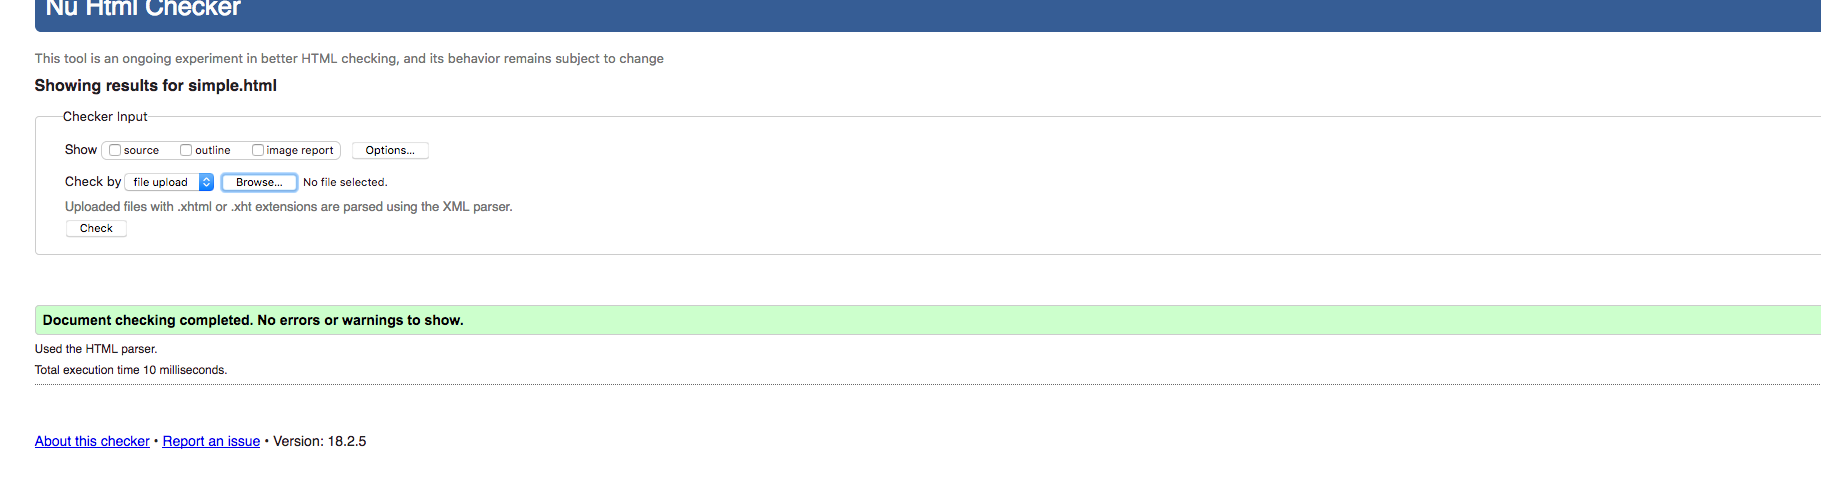 Nu Html Checker
This tool is an ongoing experiment in better HTML checking, and its behavior remains subject to change
Showing results for simple.html
Checker Input
Show source outline image report Options...
Check by file upload Browse... No file selected.
Uploaded files with .xhtml or .xht extensions are parsed using the XML parser.
Check
Document checking completed. No errors or warnings to show.
Used the HTML parser.
Total execution time 10 milliseconds.
About this checker • Report an issue • Version: 18.2.5